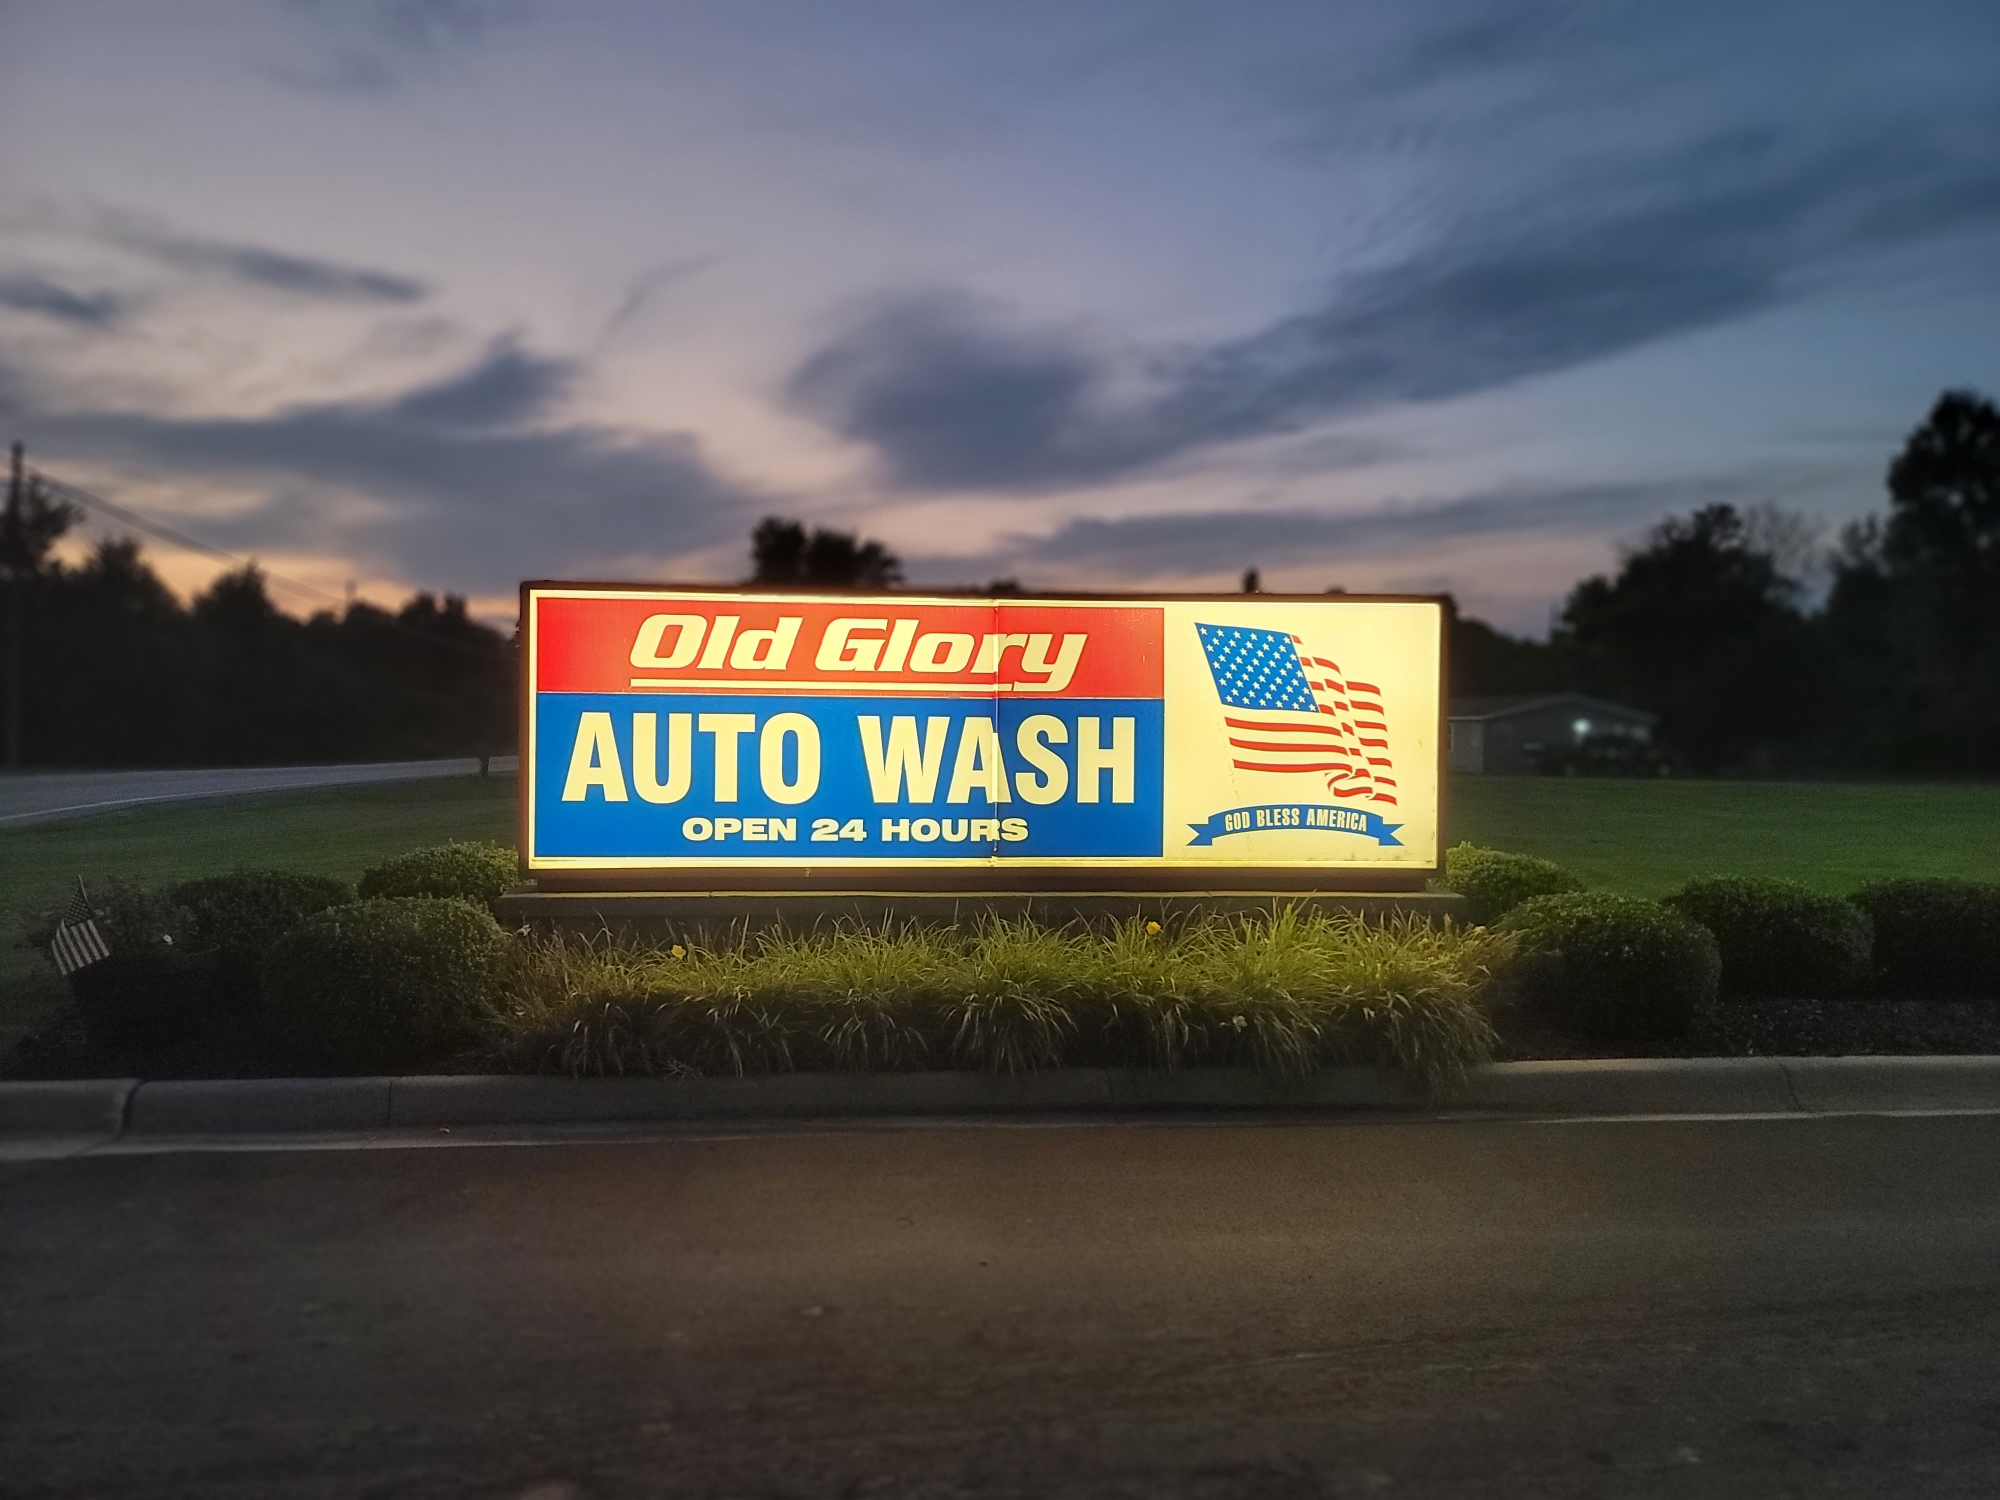 Old Glory
AUTO WASH
OPEN 24 HOURS
GOD BLESS AMERICA